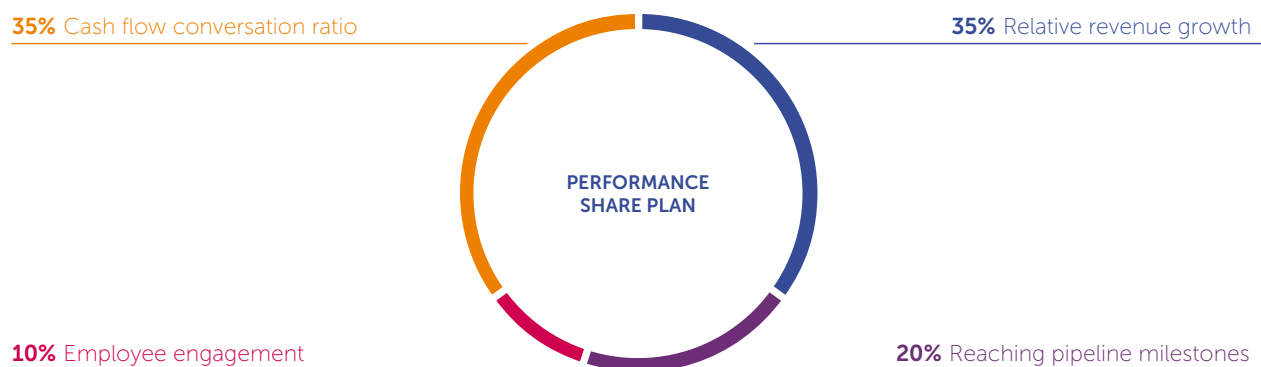 35% Cash flow conversation ratio
35% Relative revenue growth
PERFORMANCE
SHARE PLAN
10% Employee engagement
20% Reaching pipeline milestones